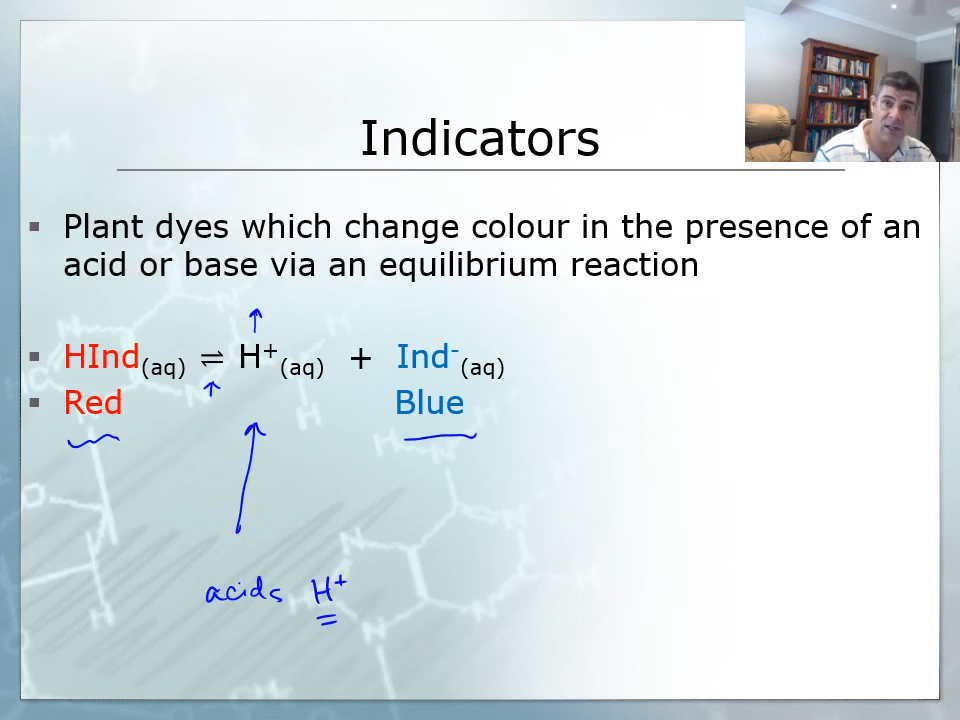 Indicators
Plant dyes which change colour in the presence of an
acid or base via an equilibrium reaction
HInd(aq) ⇌ H⁺(aq) + Ind⁻(aq)
Red Blue
acids H⁺